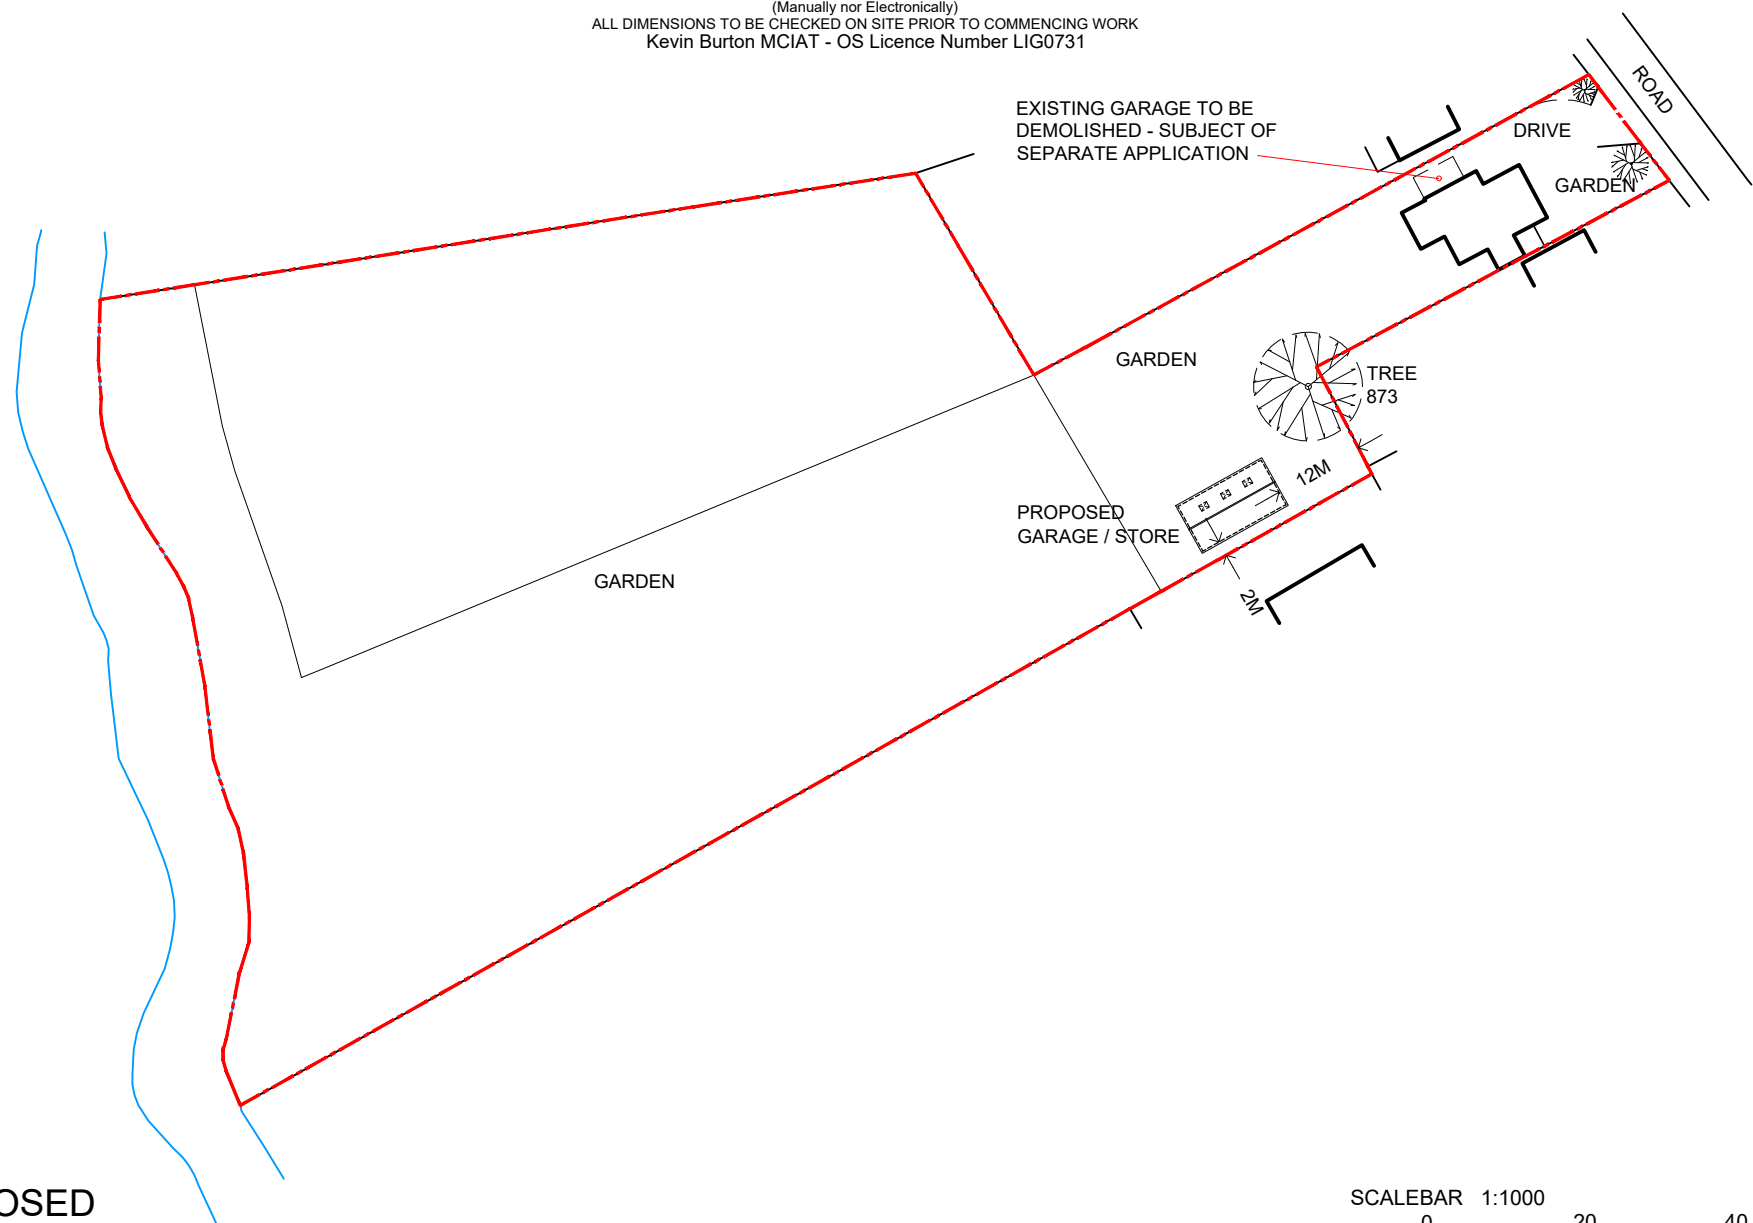 (Manually nor Electronically)
ALL DIMENSIONS TO BE CHECKED ON SITE PRIOR TO COMMENCING WORK
Kevin Burton MCIAT - OS Licence Number LIG0731
ROAD
EXISTING GARAGE TO BE
DEMOLISHED - SUBJECT OF
SEPARATE APPLICATION
DRIVE
GARDEN
GARDEN
TREE
873
12M
PROPOSED
GARAGE / STORE
GARDEN
2M
OSED
SCALEBAR 1:1000
0 20 40